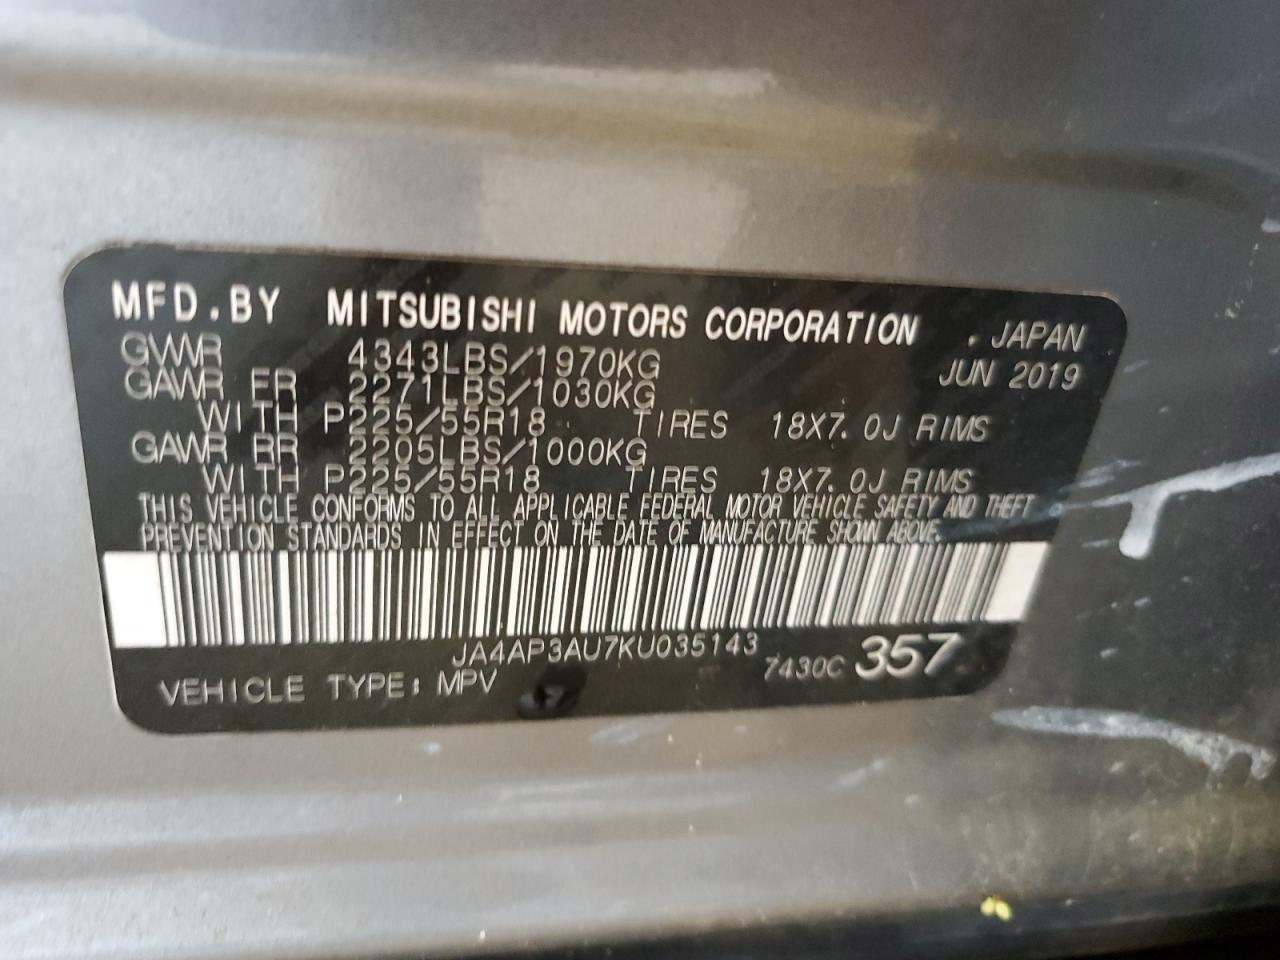 MFD.BY MITSUBISHI MOTORS CORPORATION . JAPAN
GVWR 4343LBS/1970KG JUN 2019
GAWR FR 2271LBS/1030KG
WITH P225/55R18 TIRES 18X7.0J RIMS
GAWR RR 2205LBS/1000KG
WITH P225/55R18 TIRES 18X7.0J RIMS
THIS VEHICLE CONFORMS TO ALL APPLICABLE FEDERAL MOTOR VEHICLE SAFETY AND THEFT
PREVENTION STANDARDS IN EFFECT ON THE DATE OF MANUFACTURE SHOWN ABOVE.
JA4AP3AU7KU035143
VEHICLE TYPE: MPV 7430C 357